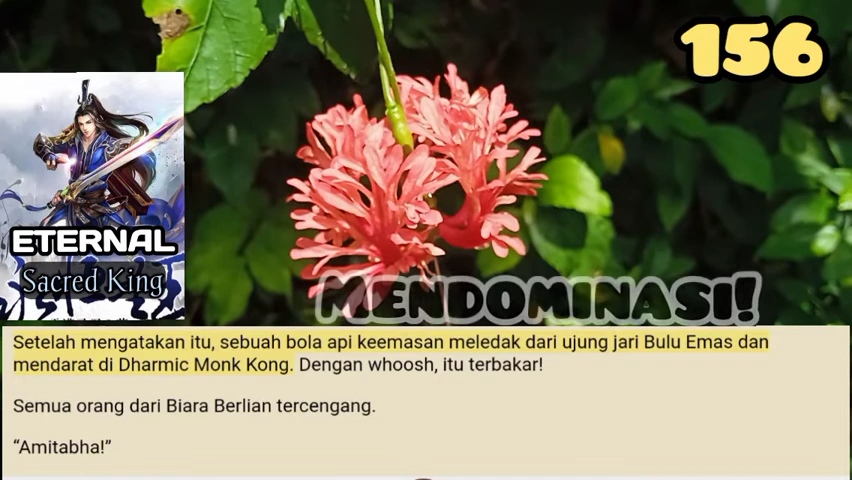 156
ETERNAL
Sacred King
MENDOMINASI!
Setelah mengatakan itu, sebuah bola api keemasan meledak dari ujung jari Bulu Emas dan
mendarat di Dharmic Monk Kong. Dengan whoosh, itu terbakar!
Semua orang dari Biara Berlian tercengang.
“Amitabha!”